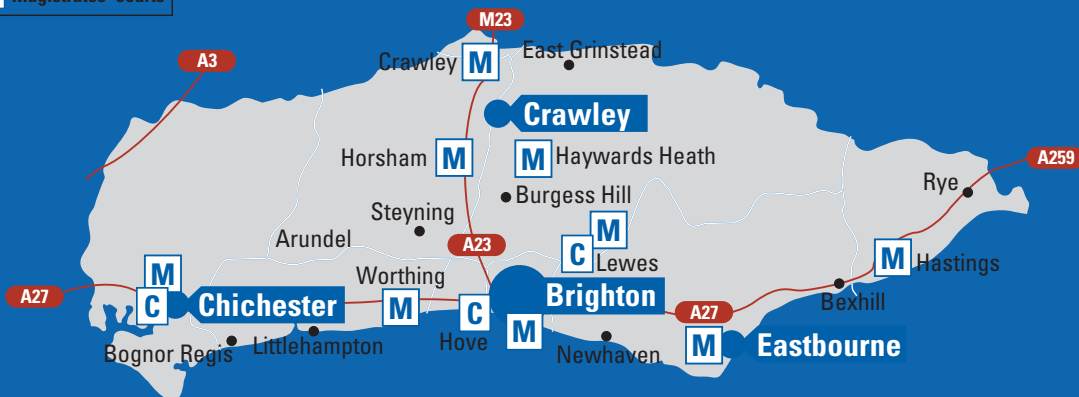 Magistrates' Courts
M23
A3
Crawley M
East Grinstead
Crawley
Horsham M
M Haywards Heath
A259
Rye
Burgess Hill
Steyning
M
Arundel
A23
C
Lewes
M
Worthing
M Hastings
A27
C Chichester
M
C
Brighton
A27
Bexhill
Bognor Regis
Littlehampton
Hove
M
Newhaven
M Eastbourne